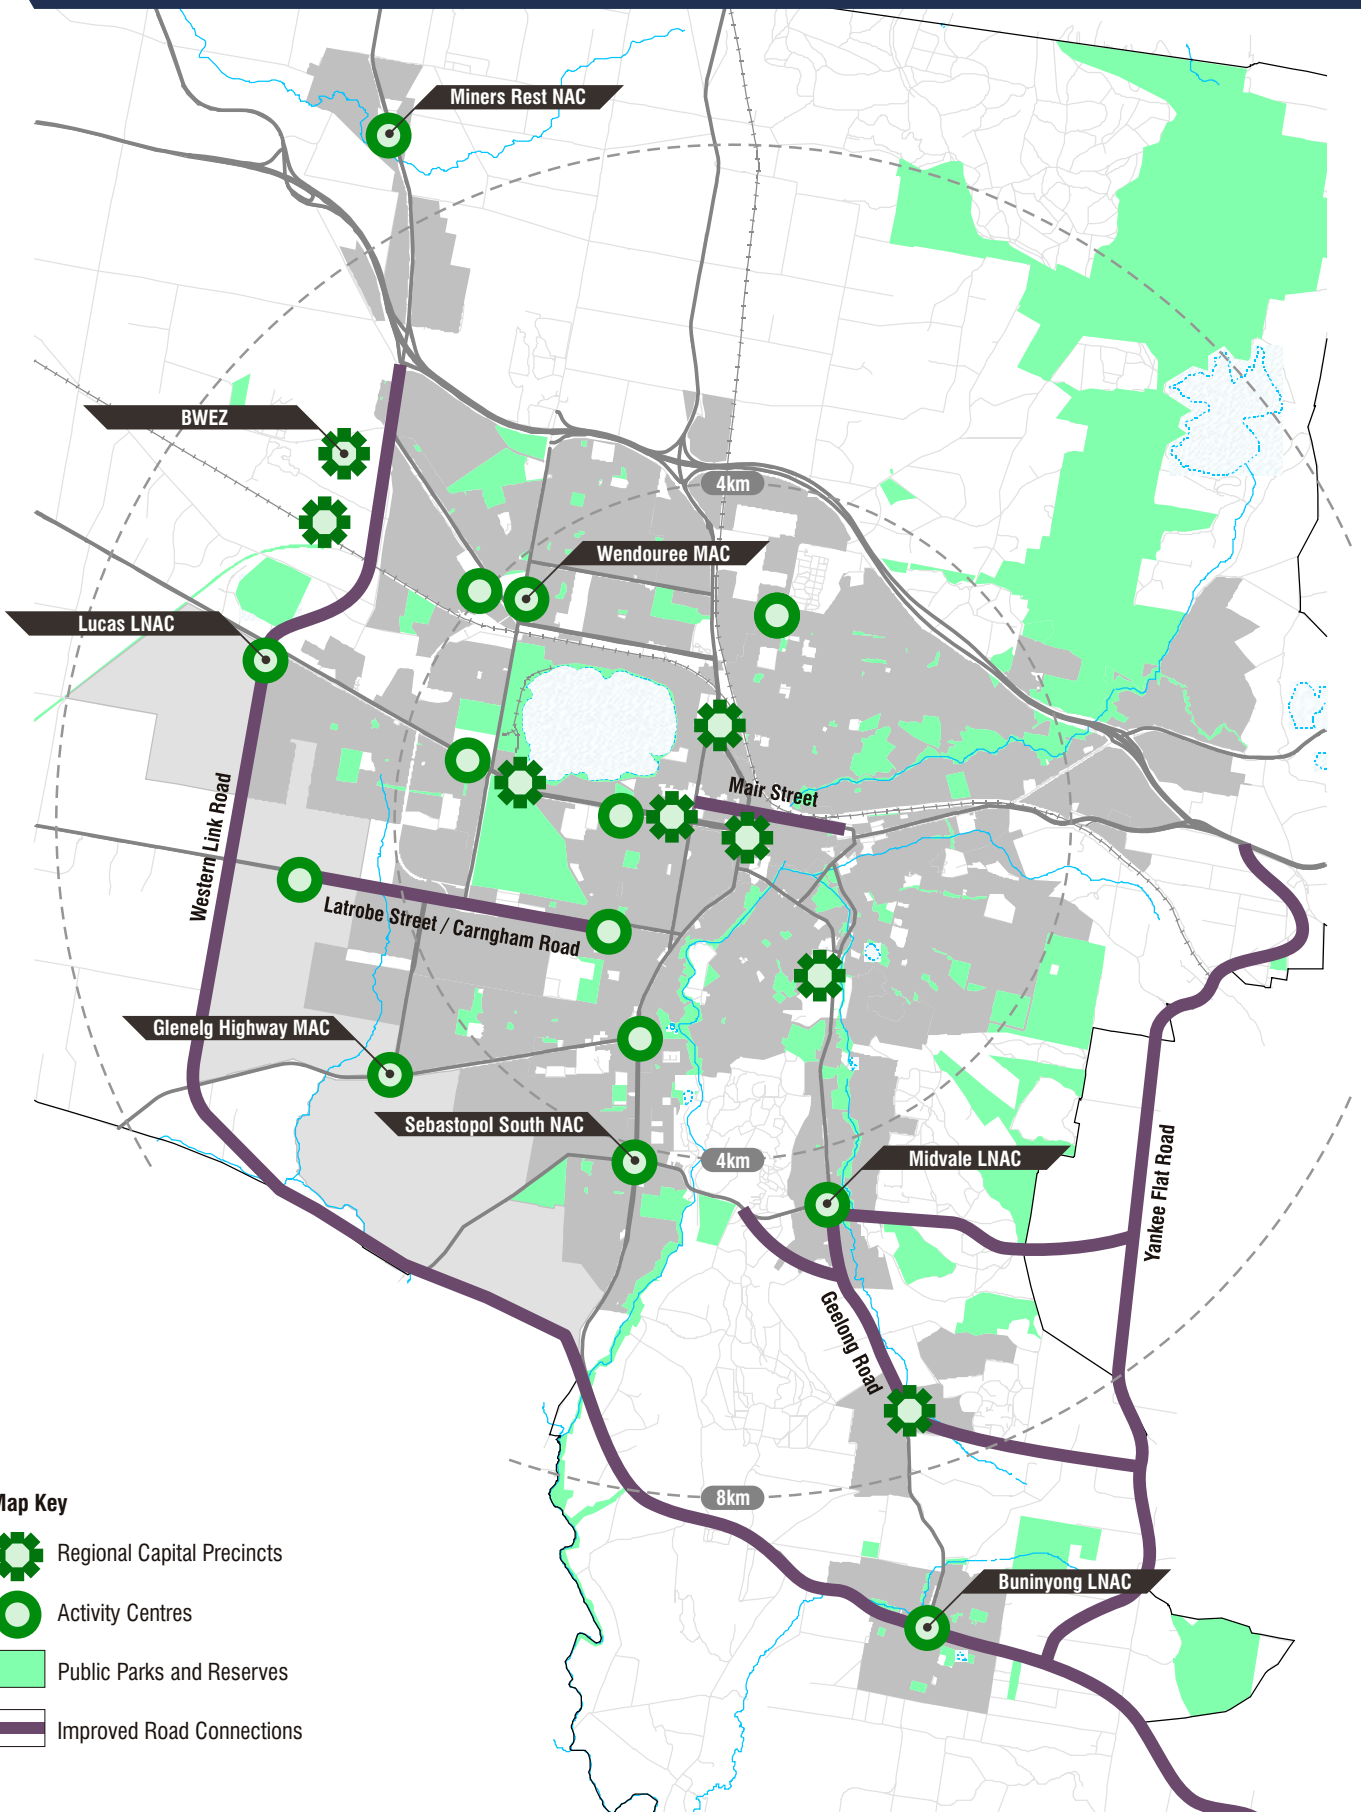 Miners Rest NAC
BWEZ
4km
Wendouree MAC
Lucas LNAC
Mair Street
Western Link Road
Latrobe Street / Carngham Road
Glenelg Highway MAC
Sebastopol South NAC
4km
Midvale LNAC
Yankee Flat Road
Geelong Road
8km
Buninyong LNAC
Map Key
Regional Capital Precincts
Activity Centres
Public Parks and Reserves
Improved Road Connections